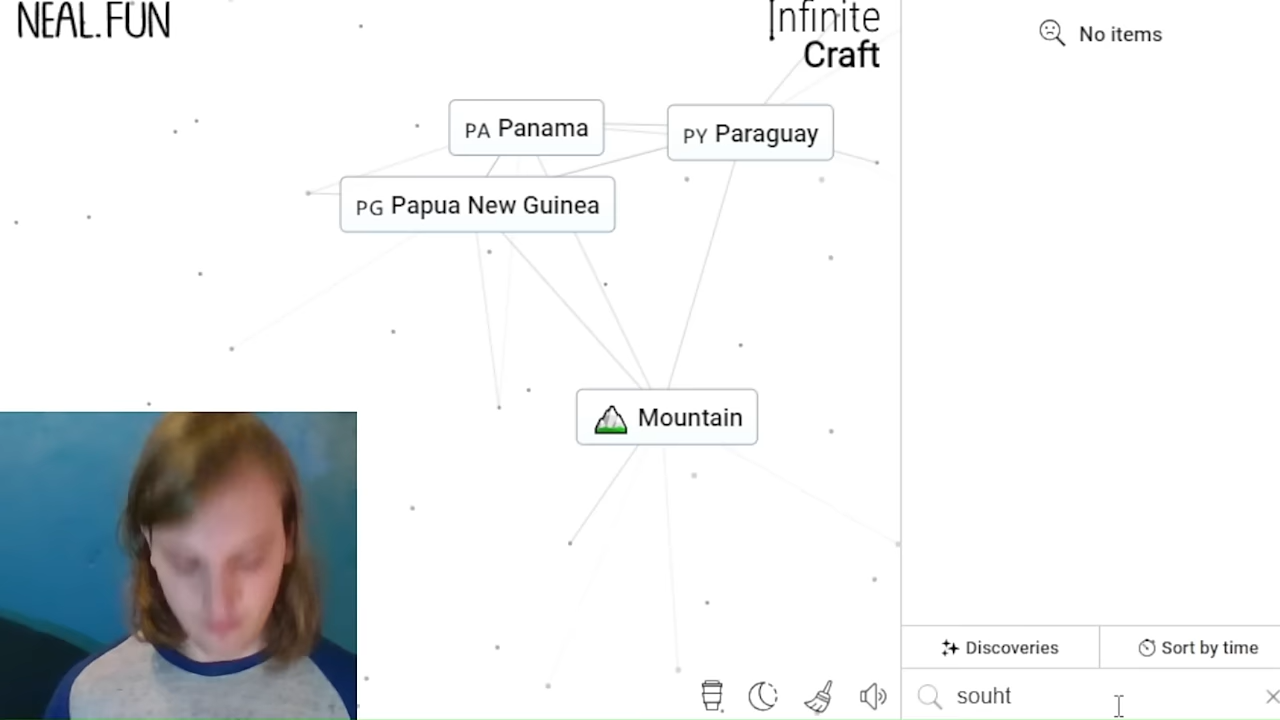 NEAL.FUN
Infinite
Craft
No items
PA Panama
PY Paraguay
PG Papua New Guinea
Mountain
Discoveries
Sort by time
souht